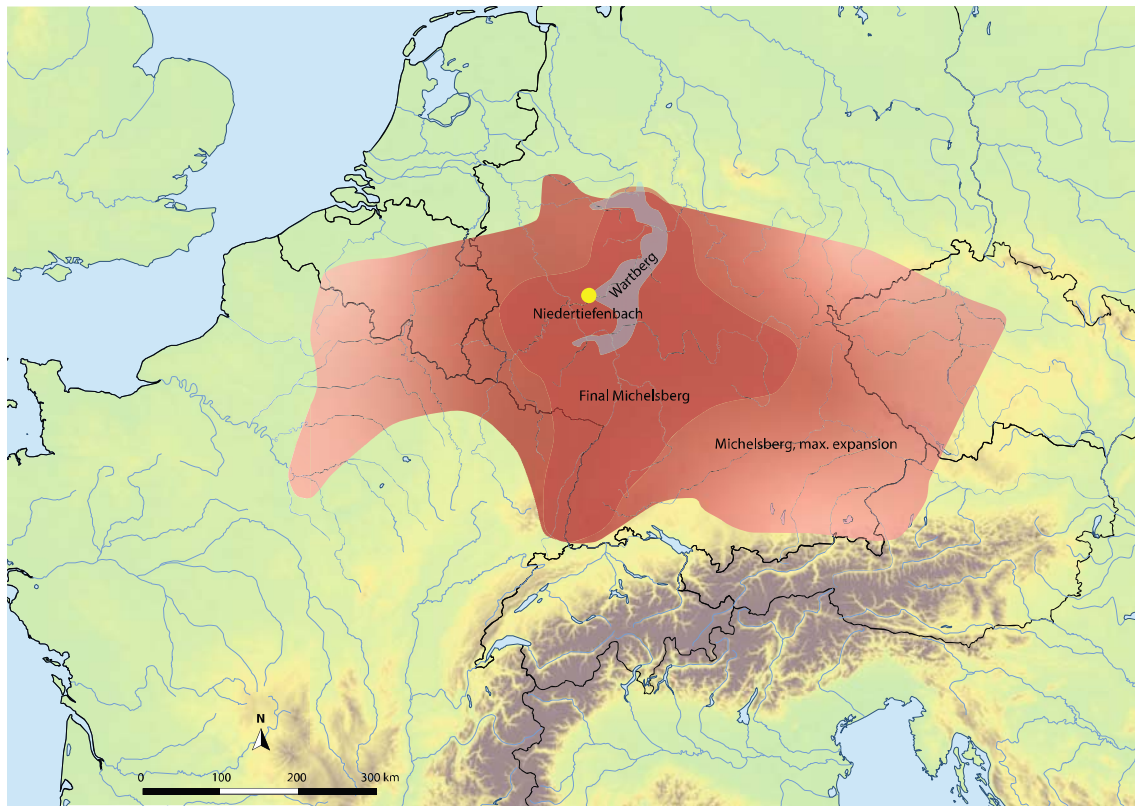 Wartberg
Niedertiefenbach
Final Michelsberg
Michelsberg, max. expansion
N
0 100 200 300 km